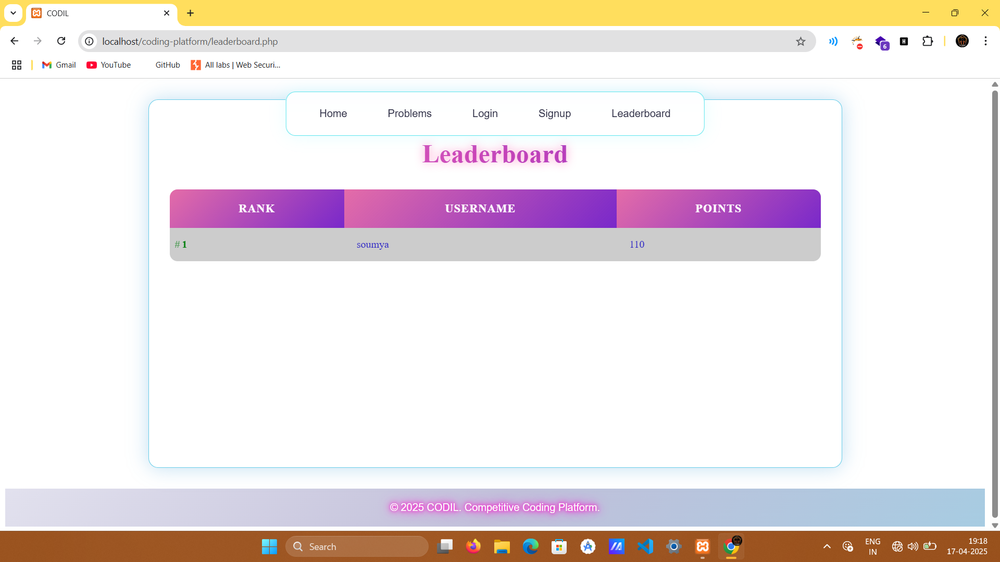 CODIL
localhost/coding-platform/leaderboard.php
6
H
Gmail
YouTube
GitHub
All labs | Web Securi...
Home
Problems
Login
Signup
Leaderboard
Leaderboard
RANK
USERNAME
POINTS
# 1
soumya
110
© 2025 CODIL. Competitive Coding Platform.
Search
ENG
IN
19:18
17-04-2025